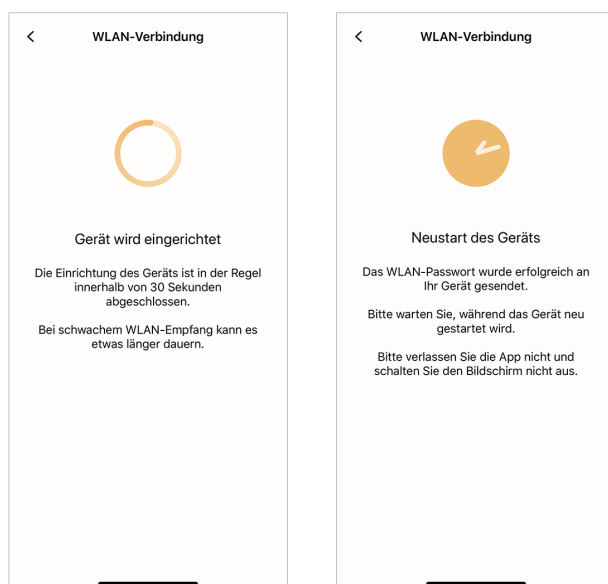 WLAN-Verbindung
Gerät wird eingerichtet
Die Einrichtung des Geräts ist in der Regel
innerhalb von 30 Sekunden
abgeschlossen.
Bei schwachem WLAN-Empfang kann es
etwas länger dauern.
WLAN-Verbindung
Neustart des Geräts
Das WLAN-Passwort wurde erfolgreich an
Ihr Gerät gesendet.
Bitte warten Sie, während das Gerät neu
gestartet wird.
Bitte verlassen Sie die App nicht und
schalten Sie den Bildschirm nicht aus.